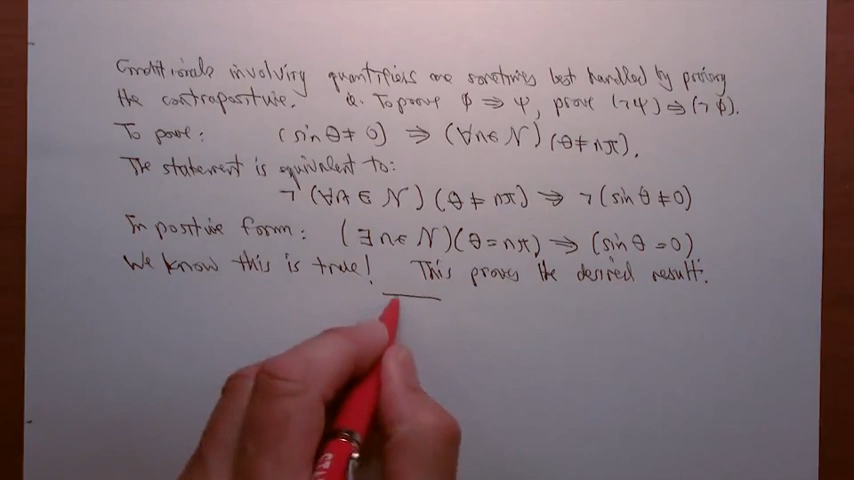 Conditionals involving quantifiers are sometimes best handled by proving
the contrapositive. ie. To prove ϕ ⇒ ψ, prove (¬ψ) ⇒ (¬ϕ).
To prove: (sin θ ≠ 0) ⇒ (∀n ∈ N) (θ ≠ nπ).
The statement is equivalent to:
¬ (∀n ∈ N) (θ ≠ nπ) ⇒ ¬ (sin θ ≠ 0)
In positive form: (∃n ∈ N) (θ = nπ) ⇒ (sin θ = 0)
We know this is true! This proves the desired result.